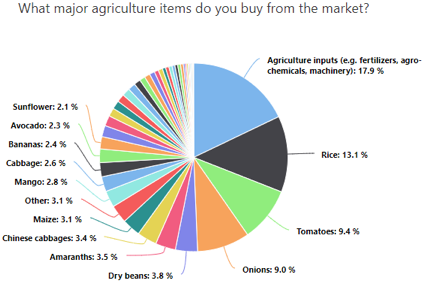 What major agriculture items do you buy from the market?
Agriculture inputs (e.g. fertilizers, agro-
chemicals, machinery): 17.9 %
Rice: 13.1 %
Tomatoes: 9.4 %
Onions: 9.0 %
Dry beans: 3.8 %
Amaranths: 3.5 %
Chinese cabbages: 3.4 %
Maize: 3.1 %
Other: 3.1 %
Mango: 2.8 %
Cabbage: 2.6 %
Bananas: 2.4 %
Avocado: 2.3 %
Sunflower: 2.1 %